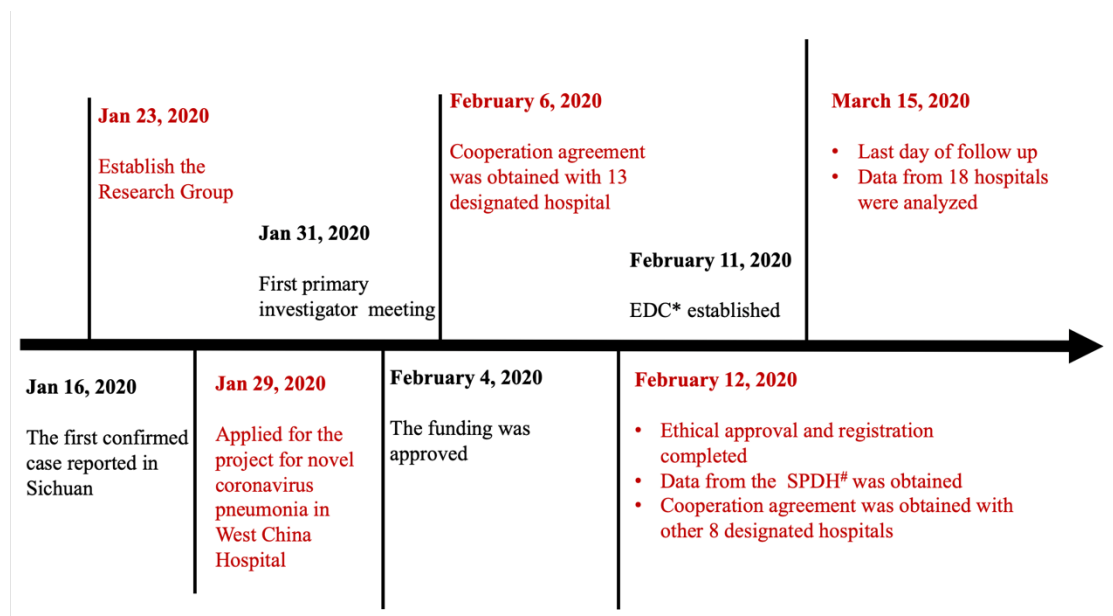 Jan 23, 2020
Establish the
Research Group
Jan 31, 2020
First primary
investigator meeting
February 6, 2020
Cooperation agreement
was obtained with 13
designated hospital
February 11, 2020
EDC* established
March 15, 2020
• Last day of follow up
• Data from 18 hospitals
were analyzed
Jan 16, 2020
The first confirmed
case reported in
Sichuan
Jan 29, 2020
Applied for the
project for novel
coronavirus
pneumonia in
West China
Hospital
February 4, 2020
The funding was
approved
February 12, 2020
• Ethical approval and registration
completed
• Data from the SPDH# was obtained
• Cooperation agreement was obtained with
other 8 designated hospitals